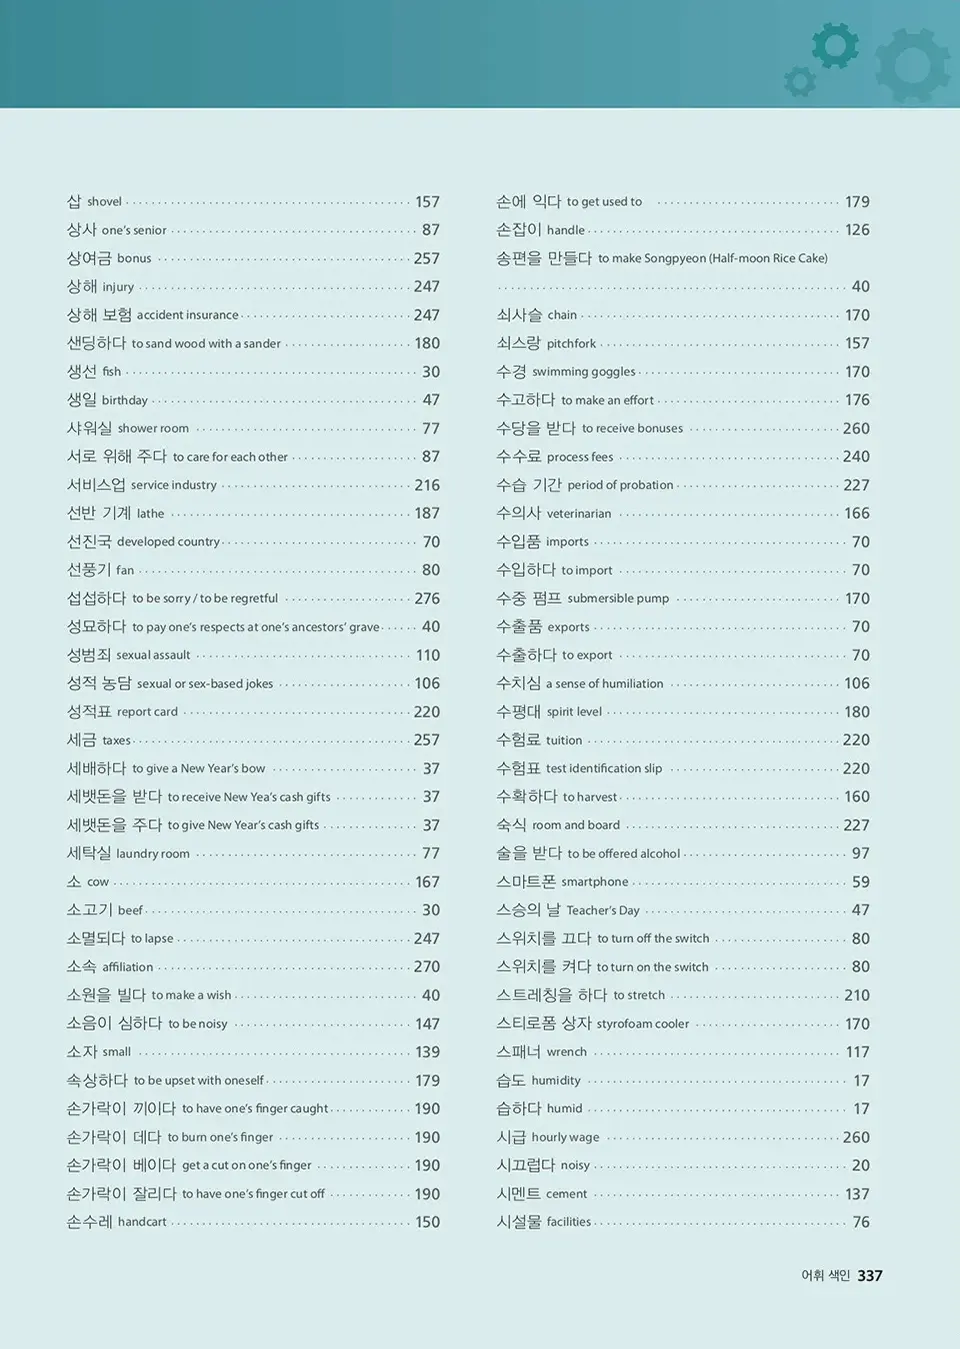 삽 shovel 157
상사 one's senior 87
상여금 bonus 257
상해 injury 247
상해 보험 accident insurance 247
샌딩하다 to sand wood with a sander 180
생선 fish 30
생일 birthday 47
샤워실 shower room 77
서로 위해 주다 to care for each other 87
서비스업 service industry 216
선반 기계 lathe 187
선진국 developed country 70
선풍기 fan 80
섭섭하다 to be sorry / to be regretful 276
성묘하다 to pay one's respects at one's ancestors' grave 40
성범죄 sexual assault 110
성적 농담 sexual or sex-based jokes 106
성적표 report card 220
세금 taxes 257
세배하다 to give a New Year's bow 37
세뱃돈을 받다 to receive New Yea's cash gifts 37
세뱃돈을 주다 to give New Year's cash gifts 37
세탁실 laundry room 77
소 cow 167
소고기 beef 30
소멸되다 to lapse 247
소속 affiliation 270
소원을 빌다 to make a wish 40
소음이 심하다 to be noisy 147
소자 small 139
속상하다 to be upset with oneself 179
손가락이 끼이다 to have one's finger caught 190
손가락이 데다 to burn one's finger 190
손가락이 베이다 get a cut on one's finger 190
손가락이 잘리다 to have one's finger cut off 190
손수레 handcart 150
손에 익다 to get used to 179
손잡이 handle 126
송편을 만들다 to make Songpyeon (Half-moon Rice Cake)
40
쇠사슬 chain 170
쇠스랑 pitchfork 157
수경 swimming goggles 170
수고하다 to make an effort 176
수당을 받다 to receive bonuses 260
수수료 process fees 240
수습 기간 period of probation 227
수의사 veterinarian 166
수입품 imports 70
수입하다 to import 70
수중 펌프 submersible pump 170
수출품 exports 70
수출하다 to export 70
수치심 a sense of humiliation 106
수평대 spirit level 180
수험료 tuition 220
수험표 test identification slip 220
수확하다 to harvest 160
숙식 room and board 227
술을 받다 to be offered alcohol 97
스마트폰 smartphone 59
스승의 날 Teacher's Day 47
스위치를 끄다 to turn off the switch 80
스위치를 켜다 to turn on the switch 80
스트레칭을 하다 to stretch 210
스티로폼 상자 styrofoam cooler 170
스패너 wrench 117
습도 humidity 17
습하다 humid 17
시급 hourly wage 260
시끄럽다 noisy 20
시멘트 cement 137
시설물 facilities 76
어휘 색인 337